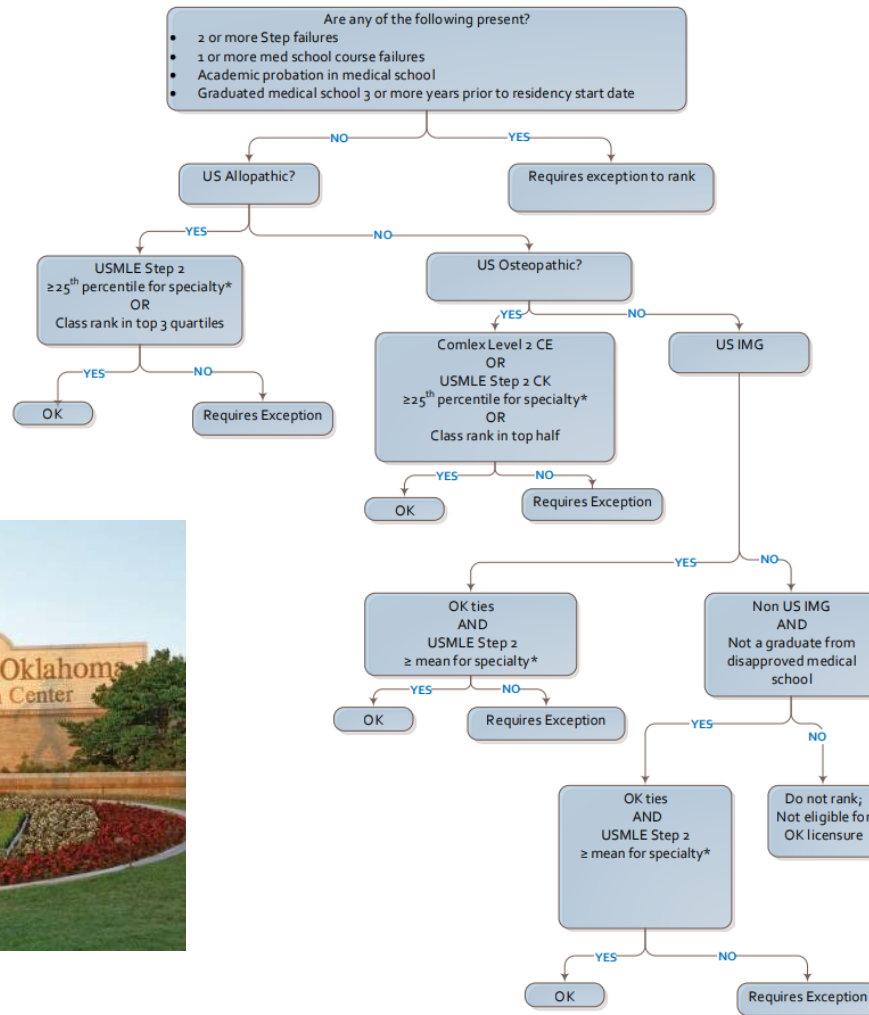 Are any of the following present?
• 2 or more Step failures
• 1 or more med school course failures
• Academic probation in medical school
• Graduated medical school 3 or more years prior to residency start date
NO
YES
US Allopathic?
Requires exception to rank
YES
NO
USMLE Step 2
≥25th percentile for specialty*
OR
Class rank in top 3 quartiles
US Osteopathic?
YES
NO
Comlex Level 2 CE
OR
USMLE Step 2 CK
≥25th percentile for specialty*
OR
Class rank in top half
US IMG
YES
NO
OK
Requires Exception
YES
NO
OK
Requires Exception
YES
NO
OK ties
AND
USMLE Step 2
≥ mean for specialty*
Non US IMG
AND
Not a graduate from
disapproved medical
school
Oklahoma
Center
YES
NO
OK
Requires Exception
YES
NO
OK ties
AND
USMLE Step 2
≥ mean for specialty*
Do not rank;
Not eligible for
OK licensure
YES
NO
OK
Requires Exception